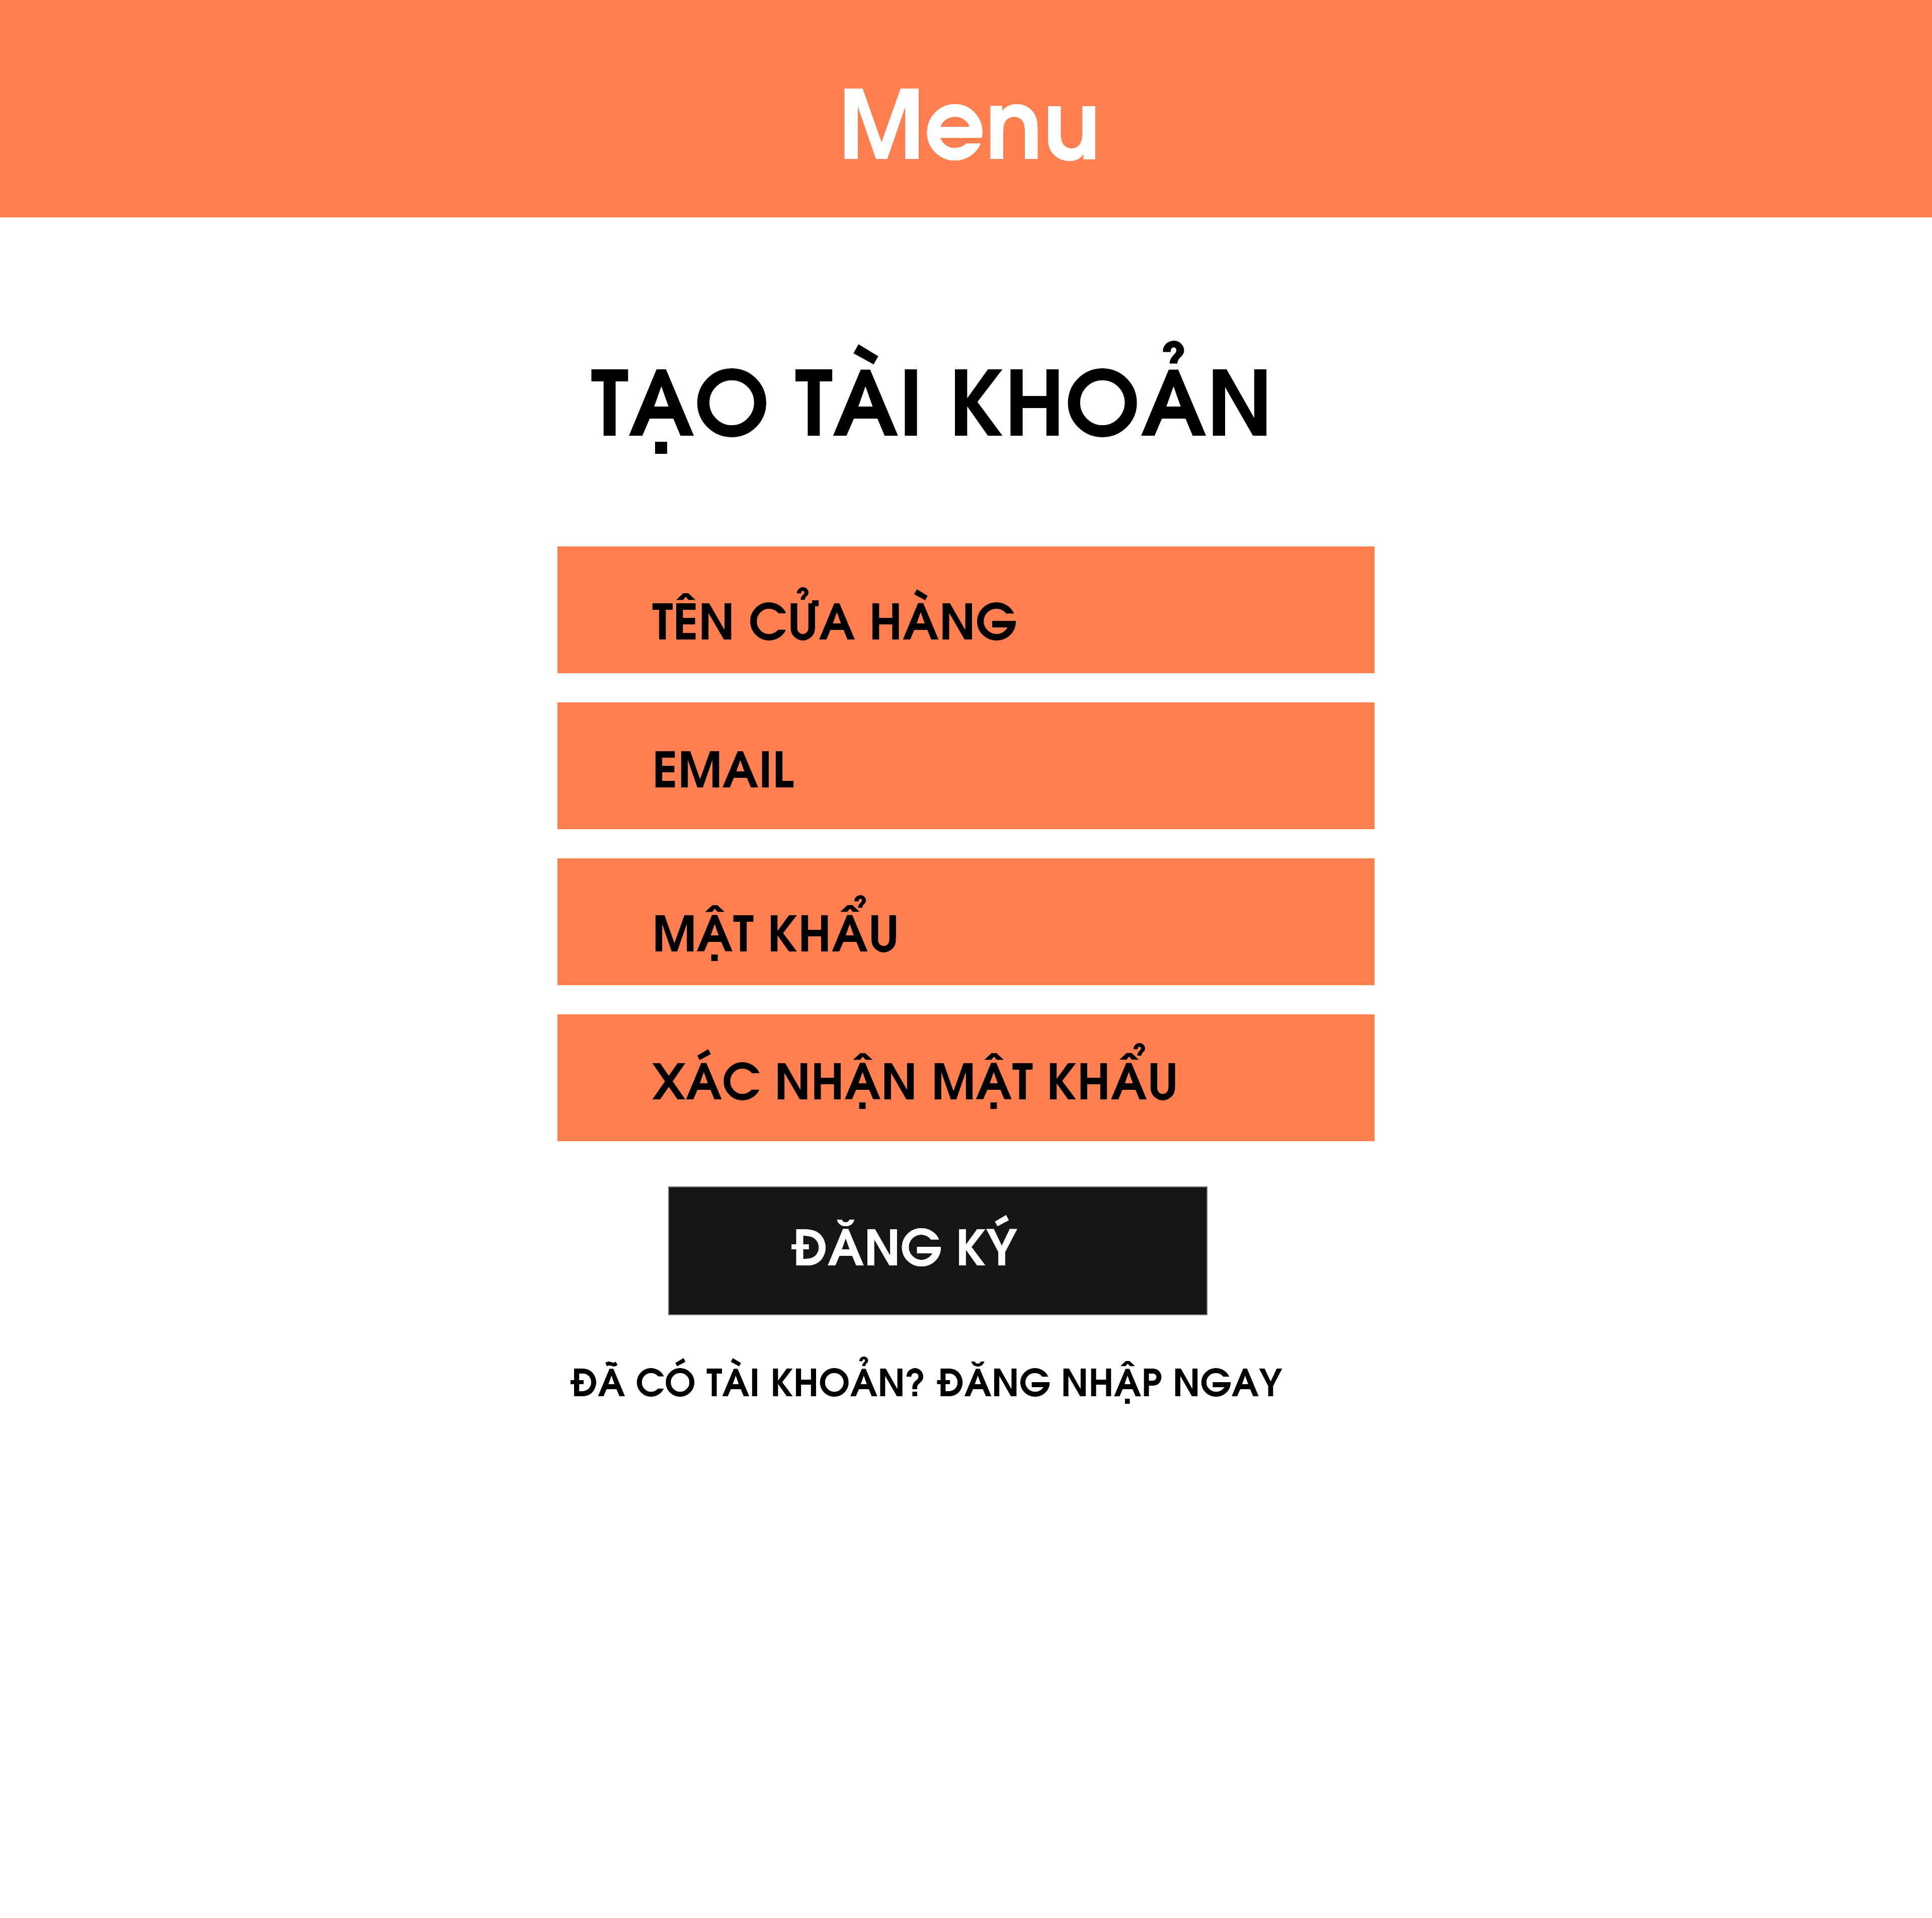 Menu
TẠO TÀI KHOẢN
TÊN CỬA HÀNG
EMAIL
MẬT KHẨU
XÁC NHẬN MẬT KHẨU
ĐĂNG KÝ
ĐÃ CÓ TÀI KHOẢN? ĐĂNG NHẬP NGAY